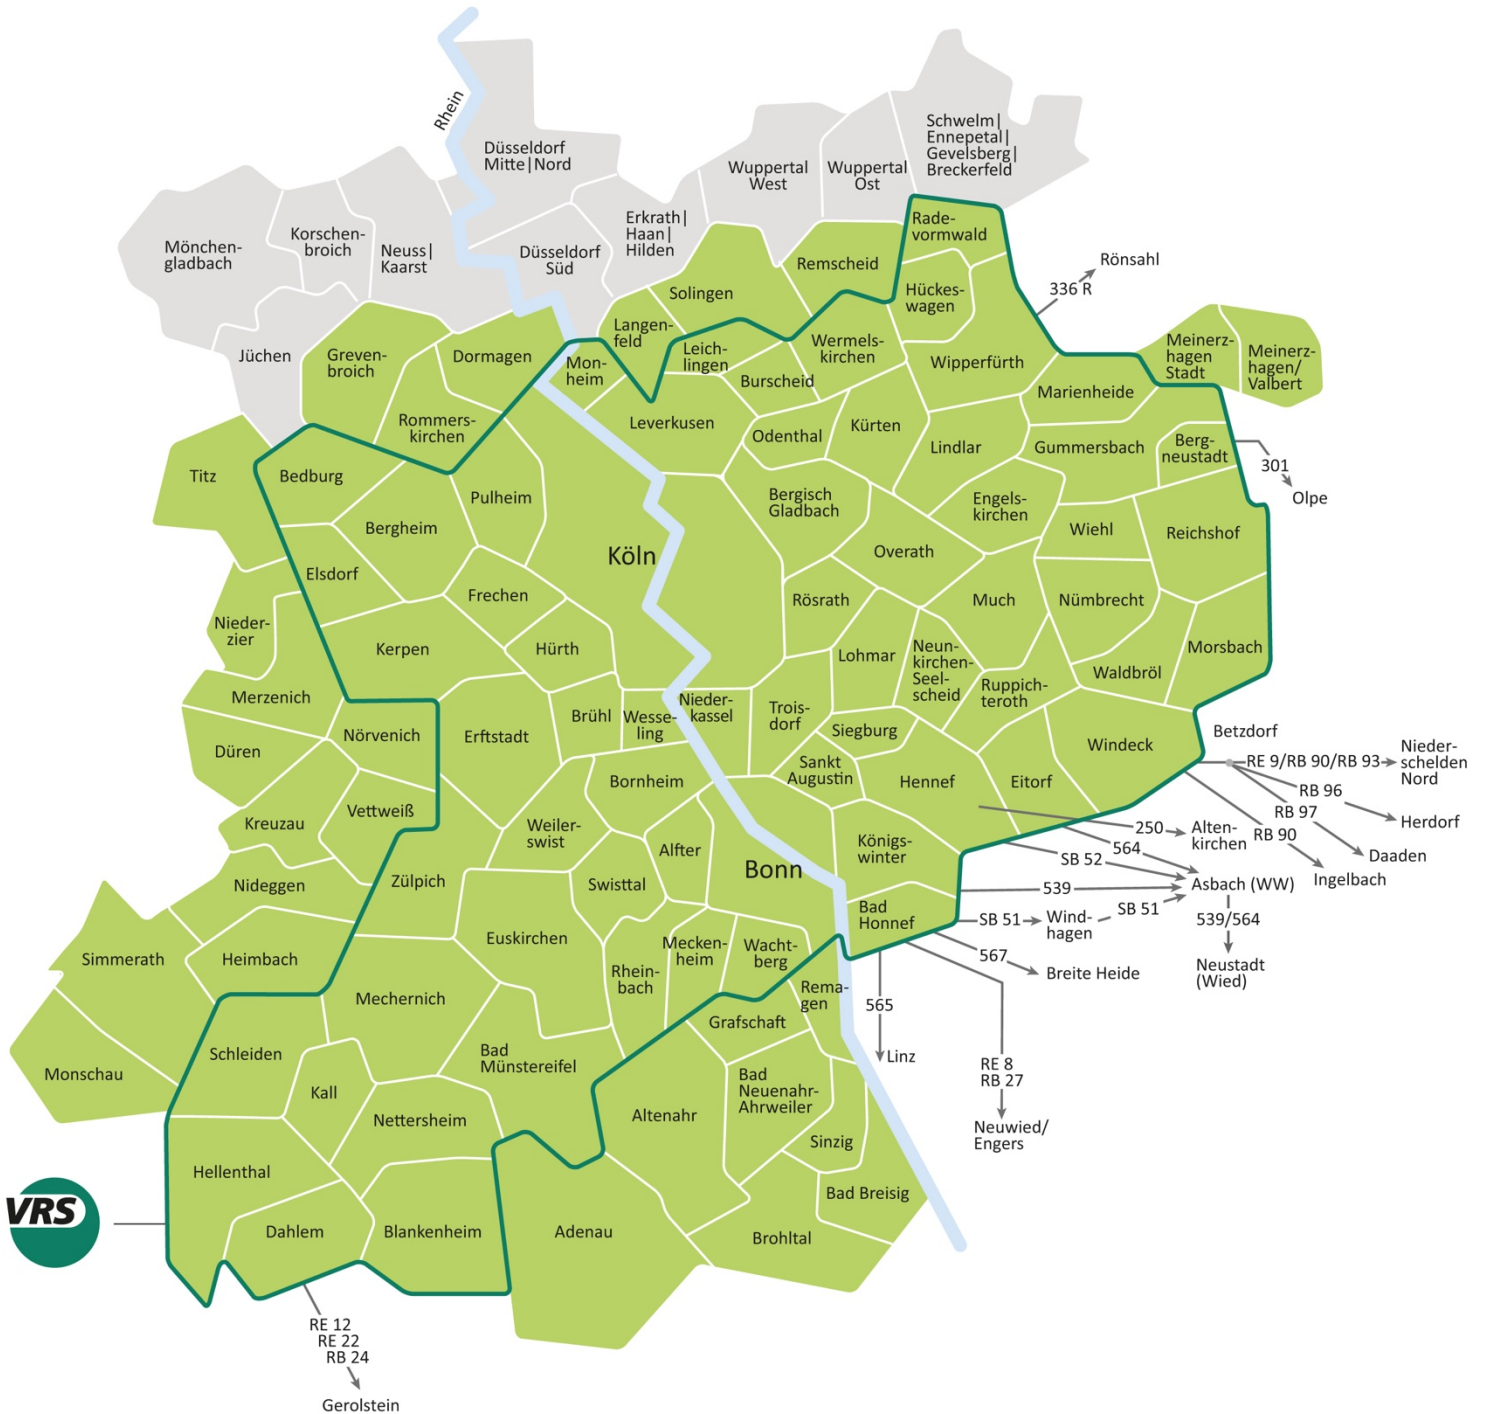 Rhein
Düsseldorf
Mitte|Nord
Schwelm|
Ennepetal|
Gevelsberg|
Breckerfeld
Wuppertal
West
Wuppertal
Ost
Mönchen-
gladbach
Korschen-
broich
Neuss|
Kaarst
Düsseldorf
Süd
Erkrath|
Haan|
Hilden
Rade-
vormwald
Remscheid
Solingen
Hückes-
wagen
Rönsahl
336 R
Jüchen
Greven-
broich
Dormagen
Langen-
feld
Mon-
heim
Leich-
lingen
Wermels-
kirchen
Burscheid
Wipperfürth
Marienheide
Meinerz-
hagen
Stadt
Meinerz-
hagen/
Valbert
Rommers-
kirchen
Leverkusen
Odenthal
Kürten
Lindlar
Gummersbach
Berg-
neustadt
301
Olpe
Titz
Bedburg
Bergheim
Pulheim
Bergisch
Gladbach
Engels-
kirchen
Wiehl
Reichshof
Köln
Overath
Elsdorf
Frechen
Rösrath
Much
Nümbrecht
Nieder-
zier
Kerpen
Hürth
Lohmar
Neun-
kirchen-
Seel-
scheid
Ruppich-
teroth
Waldbröl
Morsbach
Merzenich
Düren
Nörvenich
Erftstadt
Brühl
Wesse-
ling
Nieder-
kassel
Trois-
dorf
Siegburg
Sankt
Augustin
Hennef
Eitorf
Windeck
Betzdorf
RE 9/RB 90/RB 93
Nieder-
schelden
Nord
RB 96
Herdorf
RB 97
Daaden
RB 90
Ingelbach
Bornheim
Kreuzau
Vettweiß
Weiler-
swist
Alfter
Königs-
winter
250
Alten-
kirchen
564
SB 52
539
Asbach (WW)
SB 51
Wind-
hagen
SB 51
539/564
Neustadt
(Wied)
567
Breite Heide
Nideggen
Zülpich
Swisttal
Bonn
Bad
Honnef
Simmerath
Heimbach
Euskirchen
Rhein-
bach
Mecken-
heim
Wacht-
berg
Rema-
gen
565
Linz
Mechernich
Grafschaft
RE 8
RB 27
Neuwied/
Engers
Monschau
Schleiden
Kall
Bad
Münstereifel
Nettersheim
Altenahr
Bad
Neuenahr-
Ahrweiler
Sinzig
Hellenthal
Bad Breisig
VRS
Dahlem
Blankenheim
Adenau
Brohltal
RE 12
RE 22
RB 24
Gerolstein